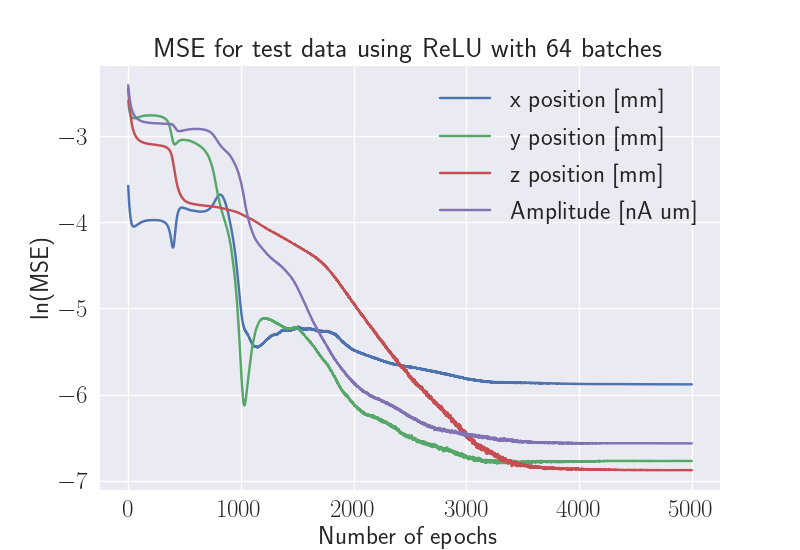 MSE for test data using ReLU with 64 batches
x position [mm]
y position [mm]
z position [mm]
Amplitude [nA um]
ln(MSE)
−3
−4
−5
−6
−7
0 1000 2000 3000 4000 5000
Number of epochs